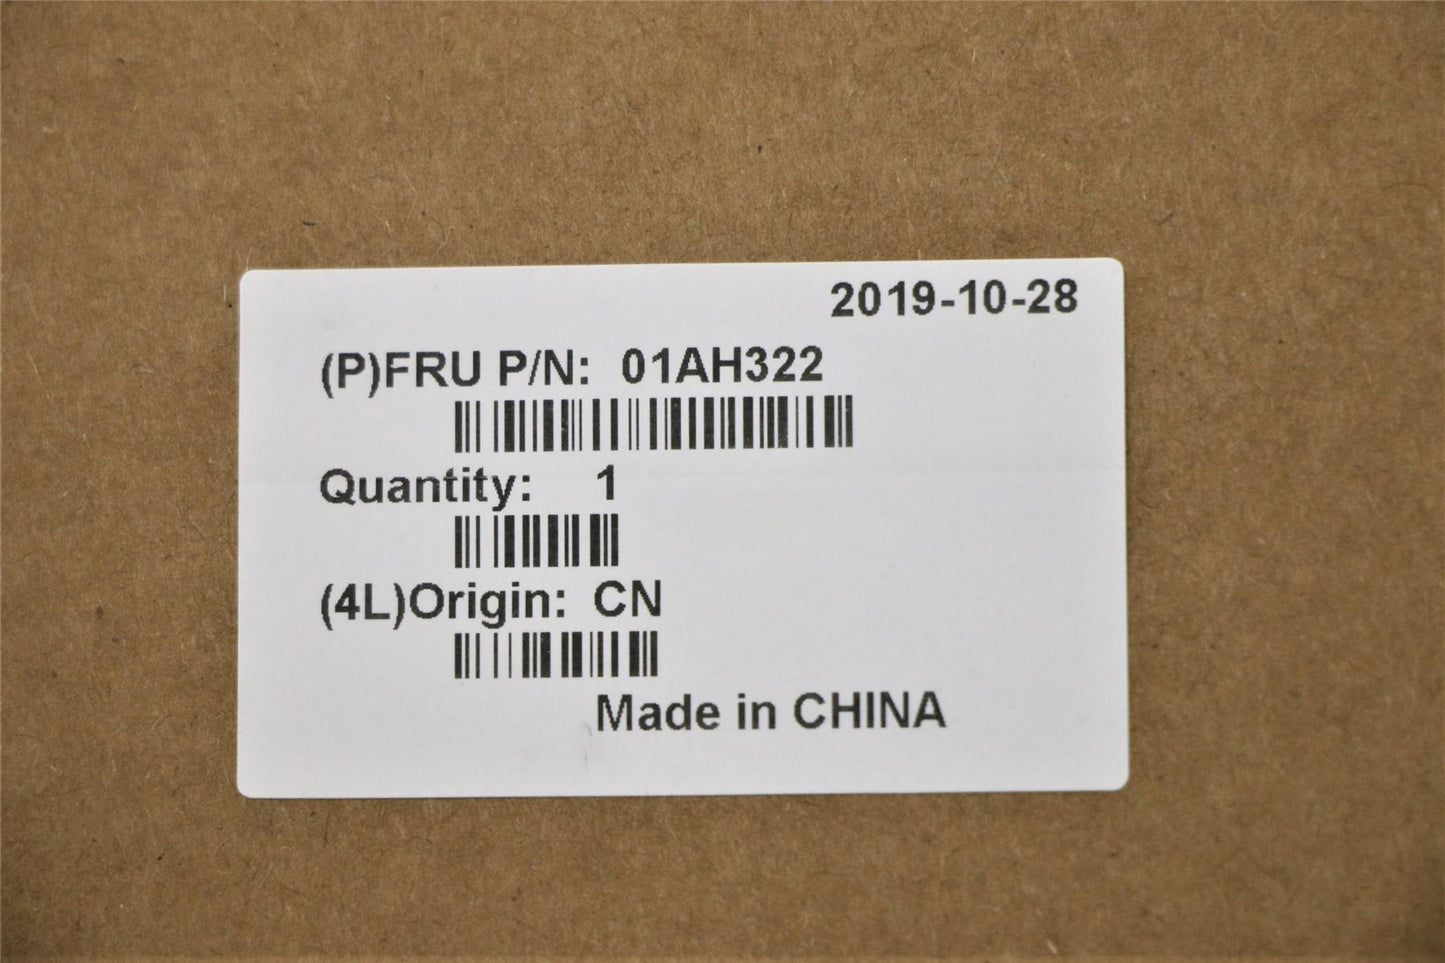 2019-10-28
(P)FRU P/N: 01AH322
Quantity: 1
(4L)Origin: CN
Made in CHINA